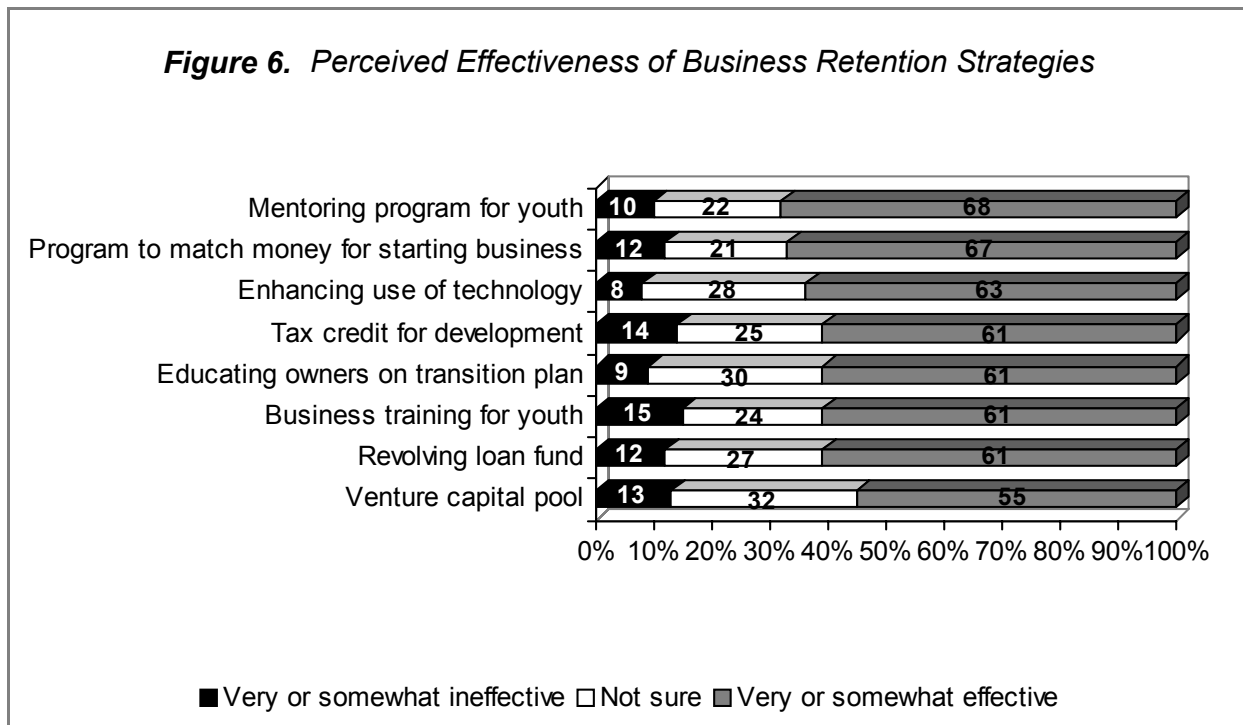 Figure 6. Perceived Effectiveness of Business Retention Strategies
Mentoring program for youth 10 22 68
Program to match money for starting business 12 21 67
Enhancing use of technology 8 28 63
Tax credit for development 14 25 61
Educating owners on transition plan 9 30 61
Business training for youth 15 24 61
Revolving loan fund 12 27 61
Venture capital pool 13 32 55
0% 10% 20% 30% 40% 50% 60% 70% 80% 90% 100%
Very or somewhat ineffective Not sure Very or somewhat effective